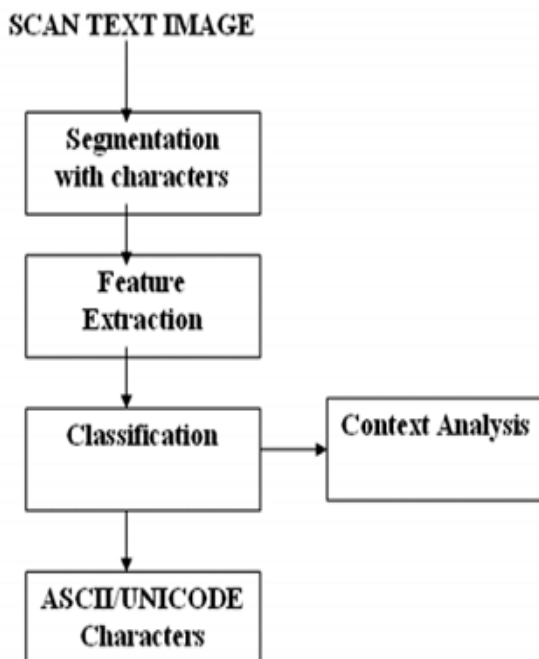 SCAN TEXT IMAGE
Segmentation
with characters
Feature
Extraction
Classification
Context Analysis
ASCII/UNICODE
Characters